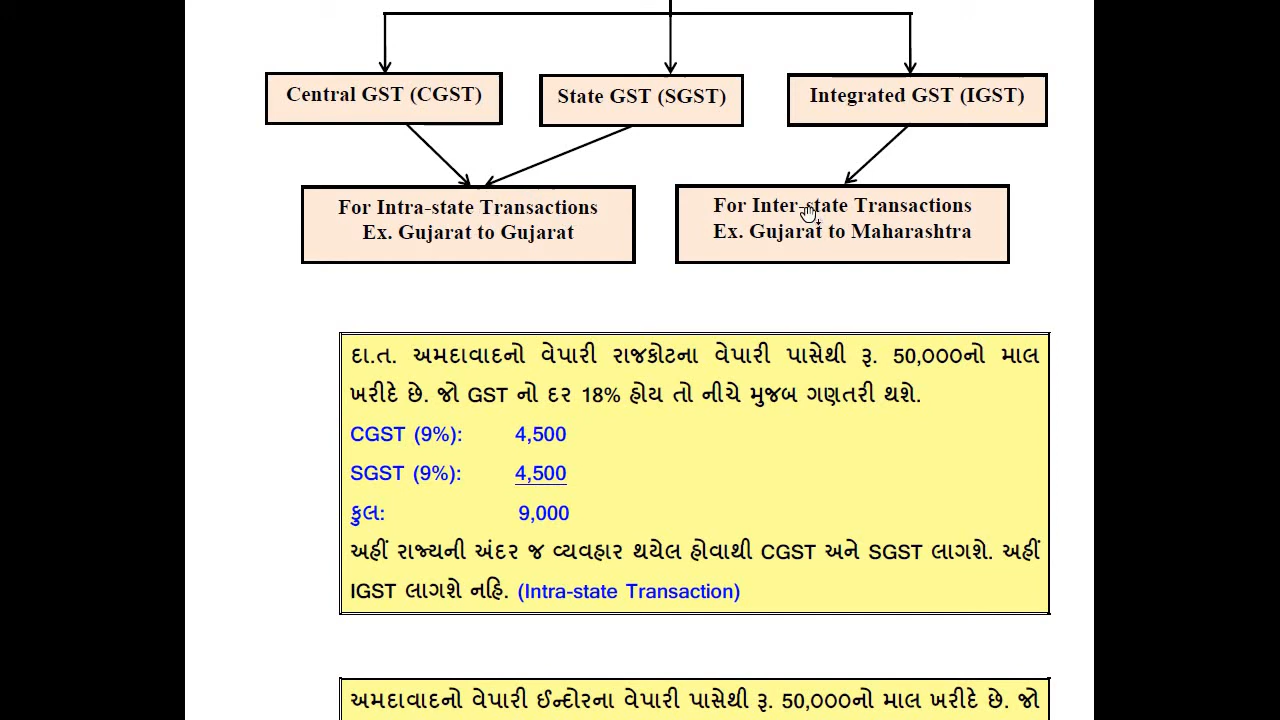 Central GST (CGST)
State GST (SGST)
Integrated GST (IGST)
For Intra-state Transactions
Ex. Gujarat to Gujarat
For Inter-state Transactions
Ex. Gujarat to Maharashtra
દા.ત. અમદાવાદનો વેપારી રાજકોટના વેપારી પાસેથી રૂ. 50,૦૦૦નો માલ
ખરીદે છે. જો GST નો દર 18% હોય તો નીચે મુજબ ગણતરી થશે.
CGST (9%): 4,500
SGST (9%): 4,500
કુલ: 9,000
અહીં રાજ્યની અંદર જ વ્યવહાર થયેલ હોવાથી CGST અને SGST લાગશે. અહીં
IGST લાગશે નહિ. (Intra-state Transaction)
અમદાવાદનો વેપારી ઈન્દોરના વેપારી પાસેથી રૂ. 50,૦૦૦નો માલ ખરીદે છે. જો